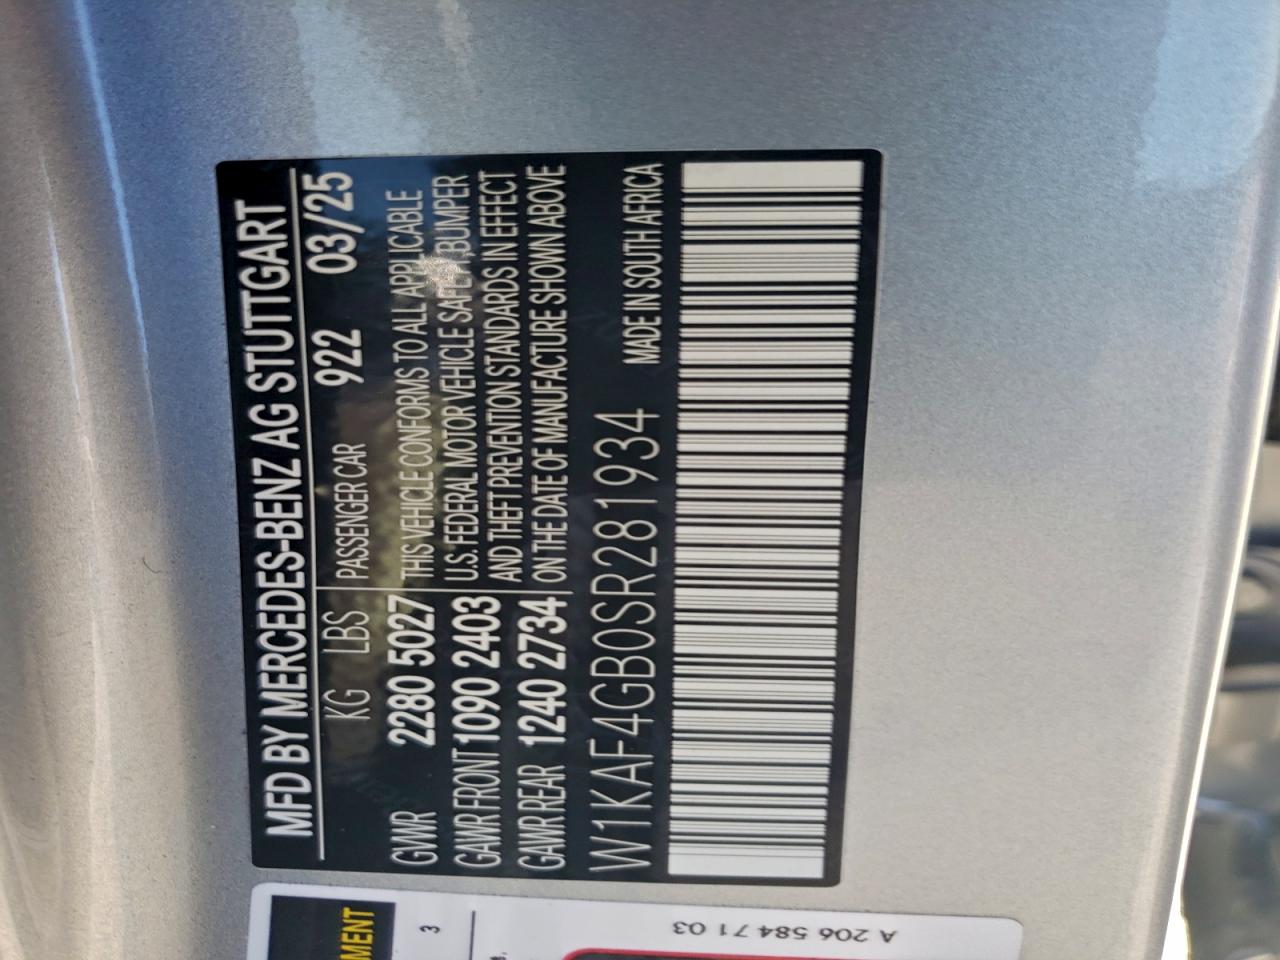 MFD BY MERCEDES-BENZ AG STUTTGART
KG LBS PASSENGER CAR 922 03/25
GVWR 2280 5027 THIS VEHICLE CONFORMS TO ALL APPLICABLE
GAWR FRONT 1090 2403 U.S. FEDERAL MOTOR VEHICLE SAFETY,BUMPER
AND THEFT PREVENTION STANDARDS IN EFFECT
GAWR REAR 1240 2734 ON THE DATE OF MANUFACTURE SHOWN ABOVE
W1KAF4GB0SR281934 MADE IN SOUTH AFRICA
MENT
3
A 206 584 71 03